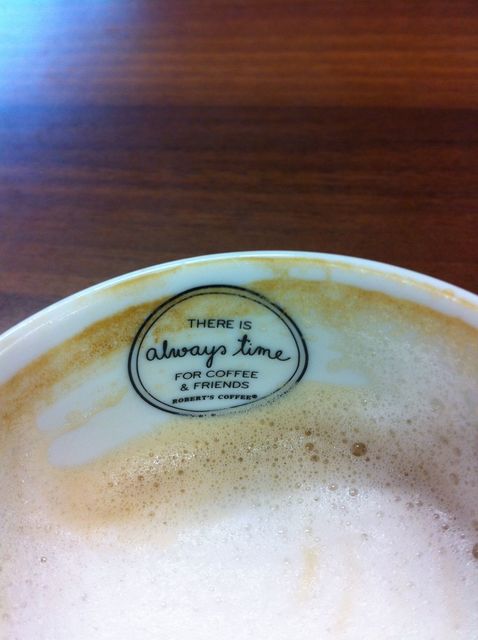 THERE IS
always time
FOR COFFEE
& FRIENDS
ROBERT'S COFFEE®